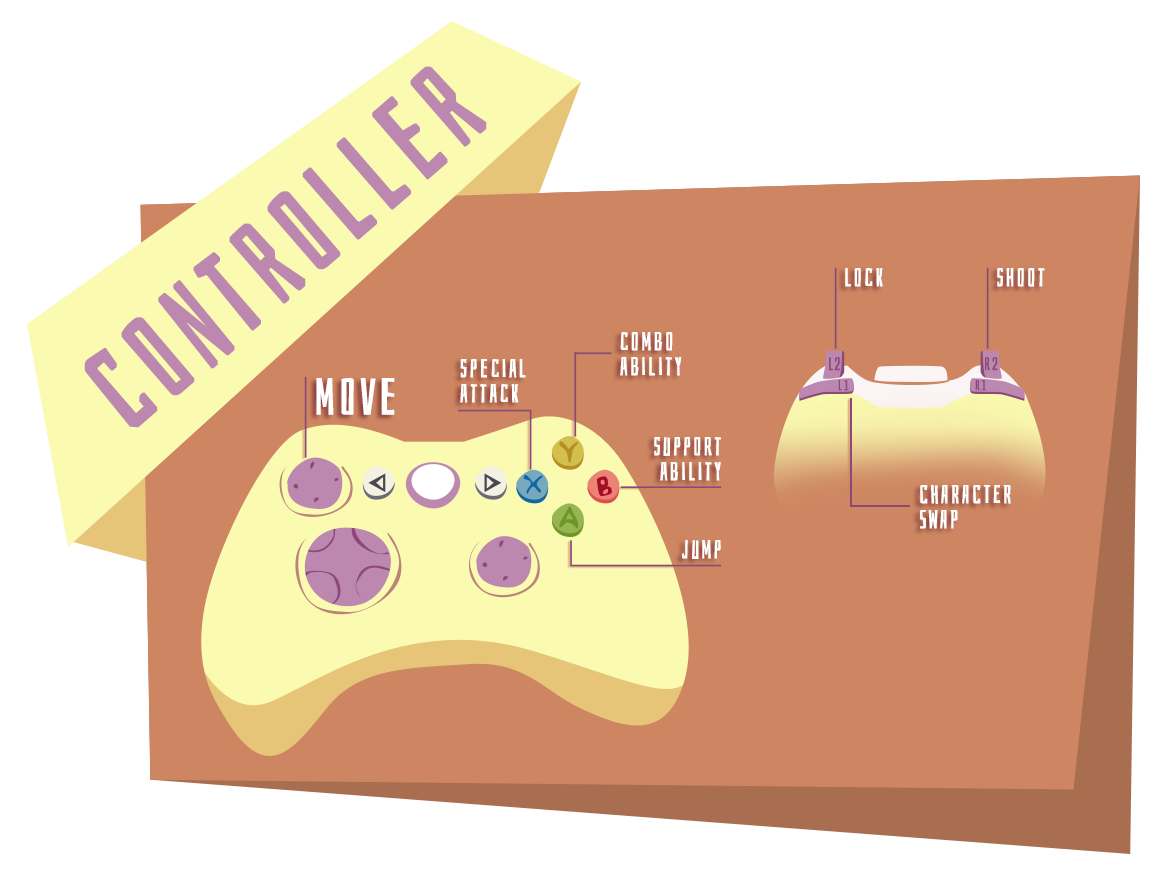 CONTROLLER
LOCK
SHOOT
COMBO
ABILITY
SPECIAL
ATTACK
MOVE
L2
R2
L1
R1
SUPPORT
ABILITY
Y
X
B
A
CHARACTER
SWAP
JUMP